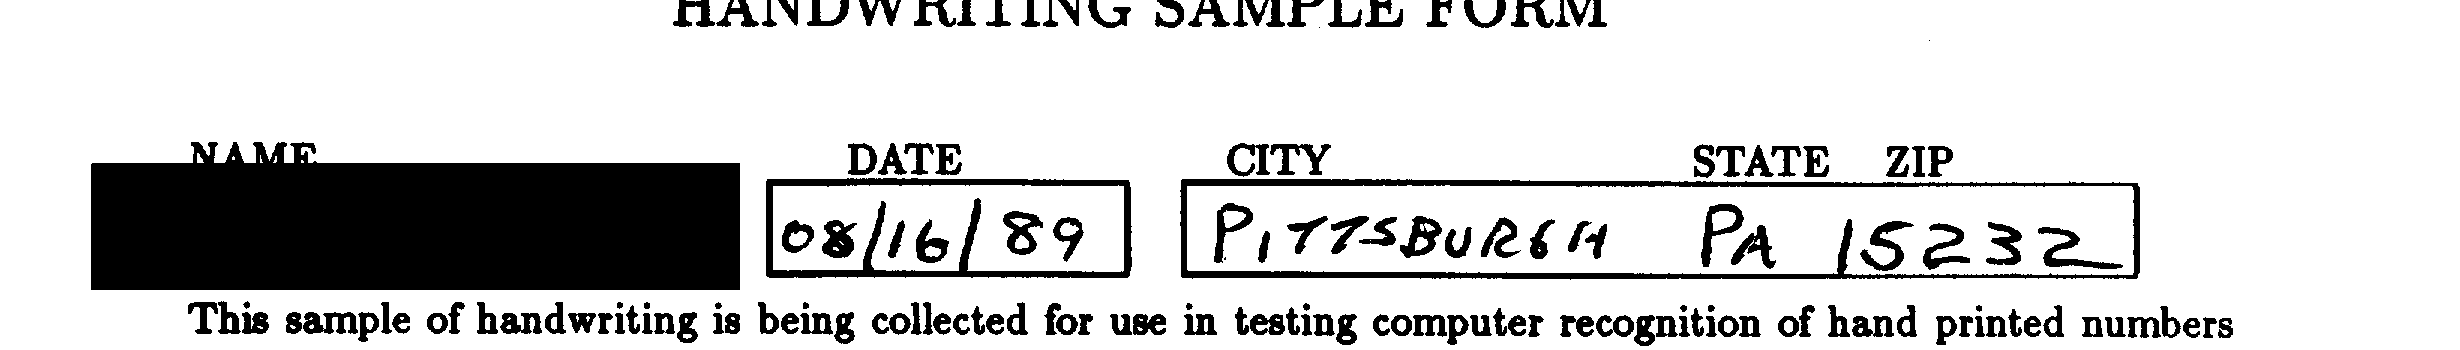 HANDWRITING SAMPLE FORM
NAME DATE CITY STATE ZIP
08/16/89 PITTSBURGH PA 15232
This sample of handwriting is being collected for use in testing computer recognition of hand printed numbers